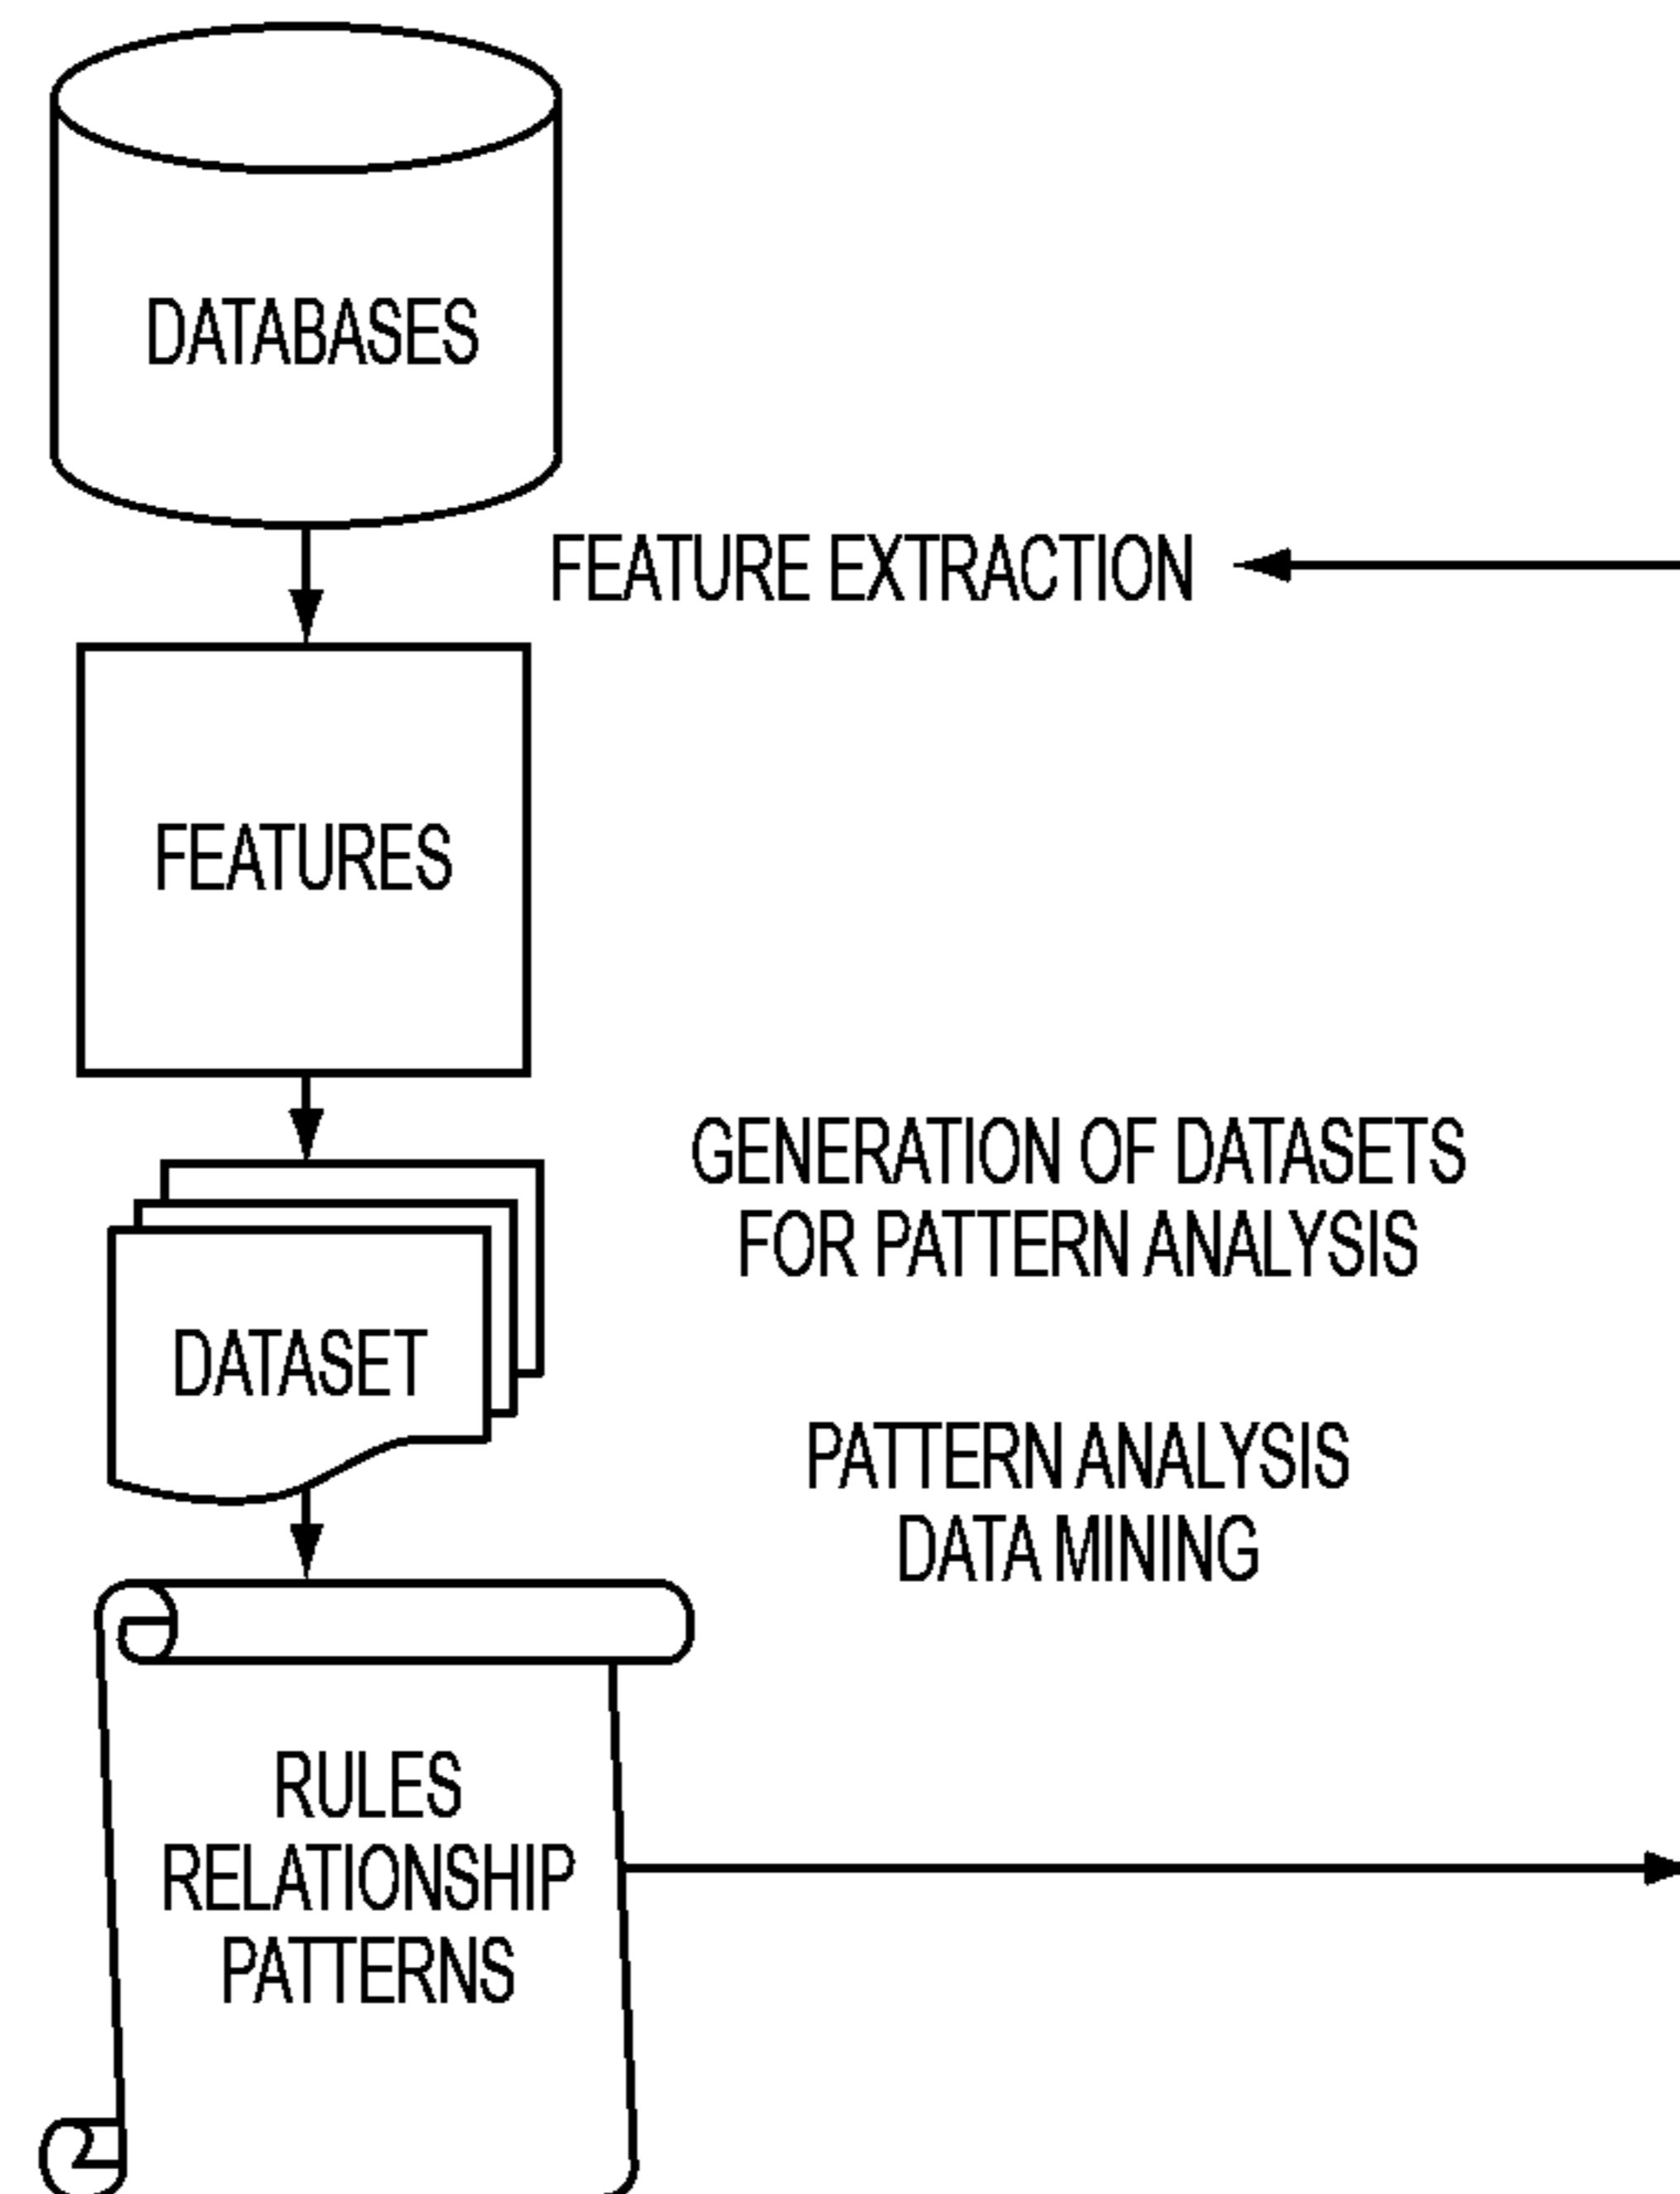 DATABASES
FEATURE EXTRACTION
FEATURES
GENERATION OF DATASETS
FOR PATTERN ANALYSIS
DATASET
PATTERN ANALYSIS
DATA MINING
RULES
RELATIONSHIP
PATTERNS